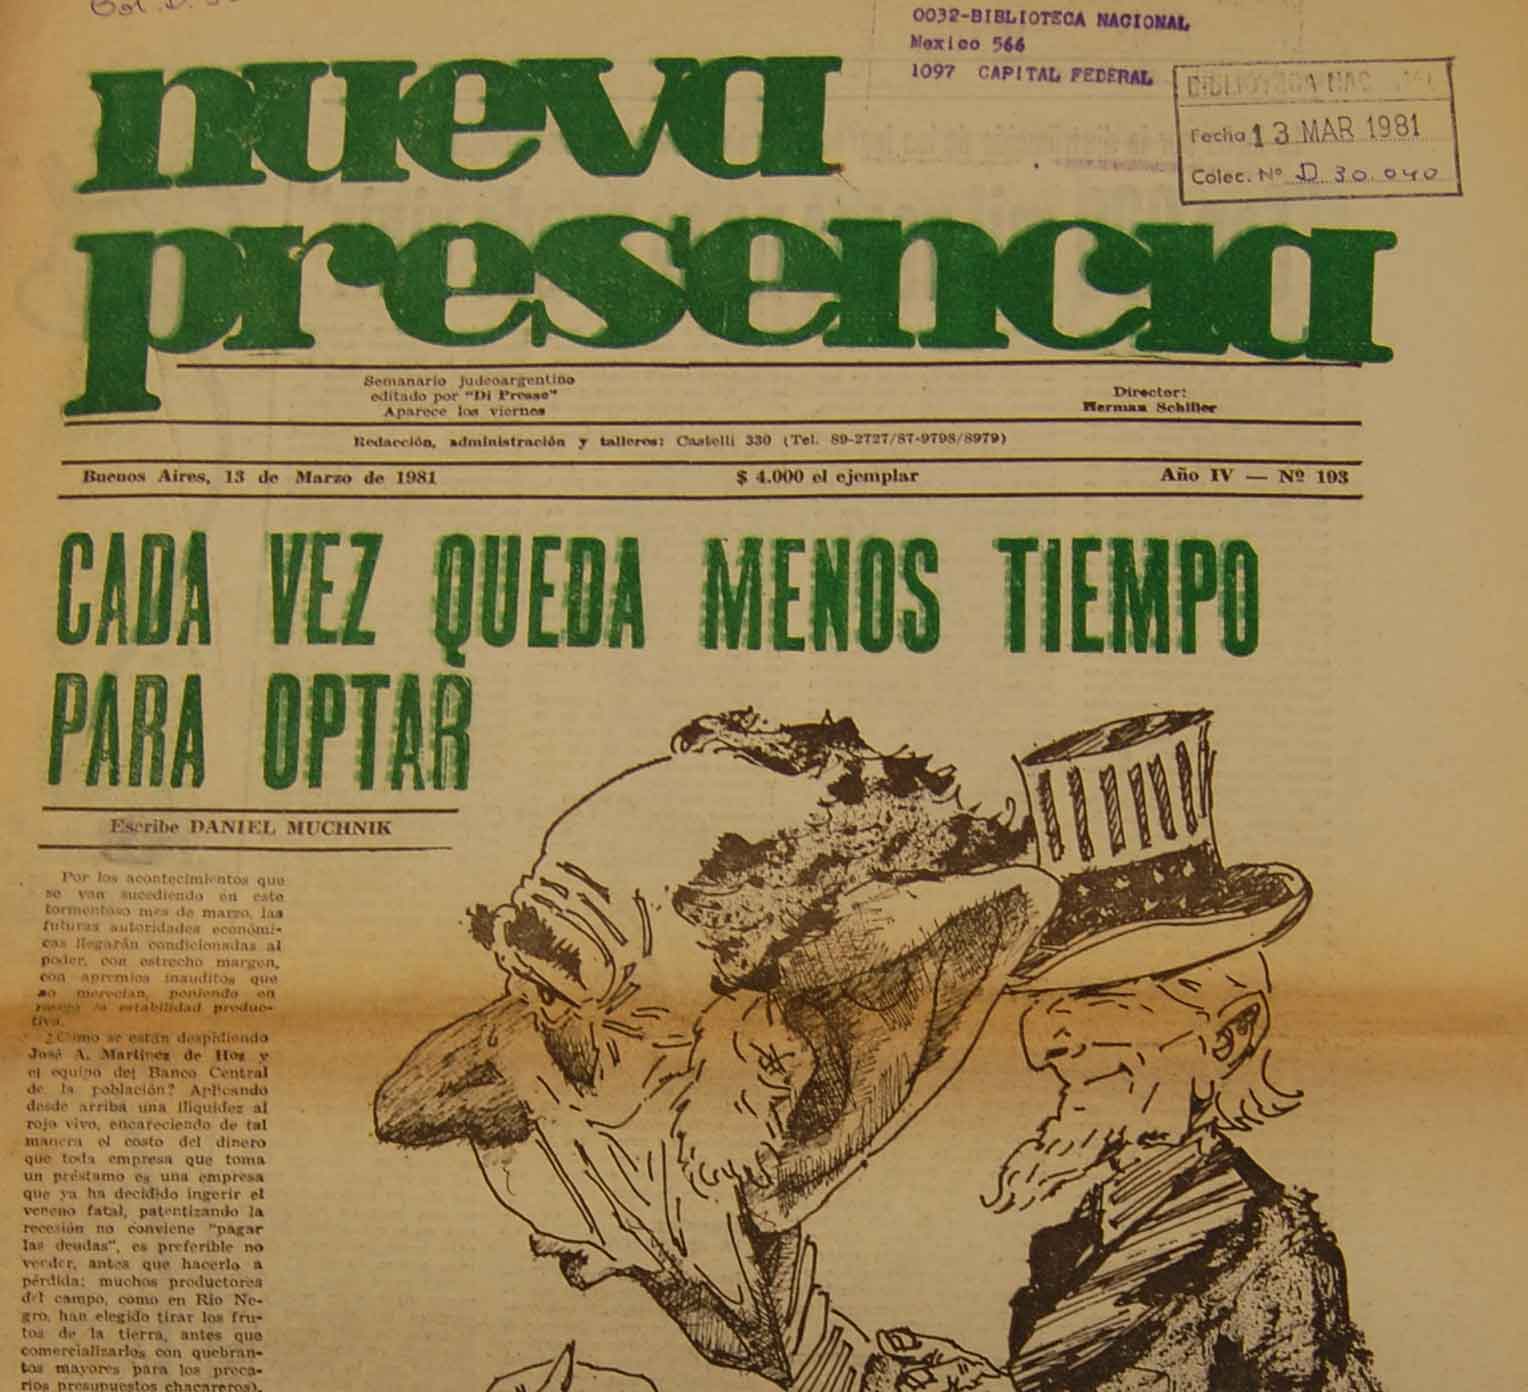 0032-BIBLIOTECA NACIONAL
Mexico 566
1097 CAPITAL FEDERAL
BIBLIOTECA NAC
Fecha 13 MAR 1981
Colec. Nº D. 30.040
nueva
presencia
Semanario judeoargentino
editado por "Di Presse"
Aparece los viernes
Director:
Herman Schiller
Redacción, administración y talleres: Castelli 330 (Tel. 89-2727/87-9798/8979)
Buenos Aires, 13 de Marzo de 1981 $ 4.000 el ejemplar Año IV — Nº 193
CADA VEZ QUEDA MENOS TIEMPO
PARA OPTAR
Escribe DANIEL MUCHNIK
Por los acontecimientos que
se van sucediendo en este
tormentoso mes de marzo, las
futuras autoridades económi-
cas llegarán condicionadas al
poder, con estrecho margen,
con apremios inauditos que
no merecían, poniendo en
riesgo la estabilidad produc-
tiva.
¿Cómo se están despidiendo
José A. Martínez de Hoz y
el equipo del Banco Central
de la población? Aplicando
desde arriba una iliquidez al
rojo vivo, encareciendo de tal
manera el costo del dinero
que toda empresa que toma
un préstamo es una empresa
que ya ha decidido ingerir el
veneno fatal, patentizando la
recesión no conviene "pagar
las deudas", es preferible no
vender, antes que hacerlo a
pérdida; muchos productores
del campo, como en Río Ne-
gro, han elegido tirar los fru-
tos de la tierra, antes que
comercializarlos con quebran-
tos mayores para los preca-
rios presupuestos chacareros).